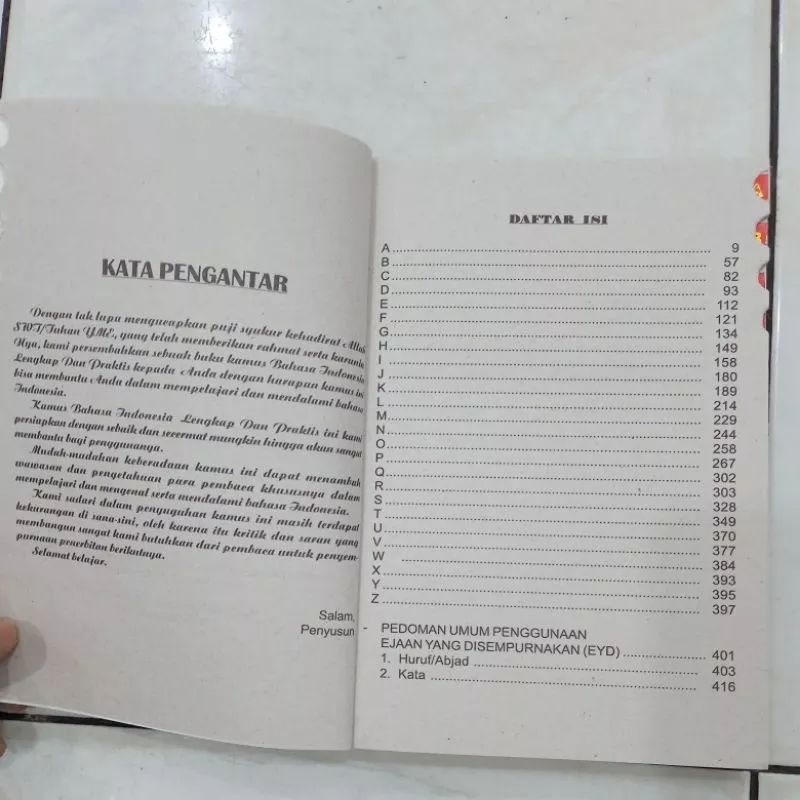 KATA PENGANTAR
Dengan tak lupa mengucapkan puji syukur kehadirat Allah
SWT/Tuhan YME, yang telah memberikan rahmat serta karunia
Nya, kami persembahkan sebuah buku kamus Bahasa Indonesia
Lengkap Dan Praktis kepada Anda dengan harapan kamus ini
bisa membantu Anda dalam mempelajari dan mendalami bahasa
Indonesia.
Kamus Bahasa Indonesia Lengkap Dan Praktis ini kami
persiapkan dengan sebaik dan secermat mungkin hingga akan sangat
membantu bagi penggunanya.
Mudah-mudahan keberadaan kamus ini dapat menambah
wawasan dan pengetahuan para pembaca khususnya dalam
mempelajari dan mengenal serta mendalami bahasa Indonesia.
Kami sadari dalam penyuguhan kamus ini masih terdapat
kekurangan di sana-sini, oleh karena itu kritik dan saran yang
membangun sangat kami butuhkan dari pembaca untuk penyem-
purnaan penerbitan berikutnya.
Selamat belajar.
Salam,
Penyusun
DAFTAR ISI
A 9
B 57
C 82
D 93
E 112
F 121
G 134
H 149
I 158
J 180
K 189
L 214
M 229
N 244
O 258
P 267
Q 302
R 303
S 328
T 349
U 370
V 377
W 384
X 393
Y 395
Z 397
- PEDOMAN UMUM PENGGUNAAN
EJAAN YANG DISEMPURNAKAN (EYD) 401
1. Huruf/Abjad 403
2. Kata 416